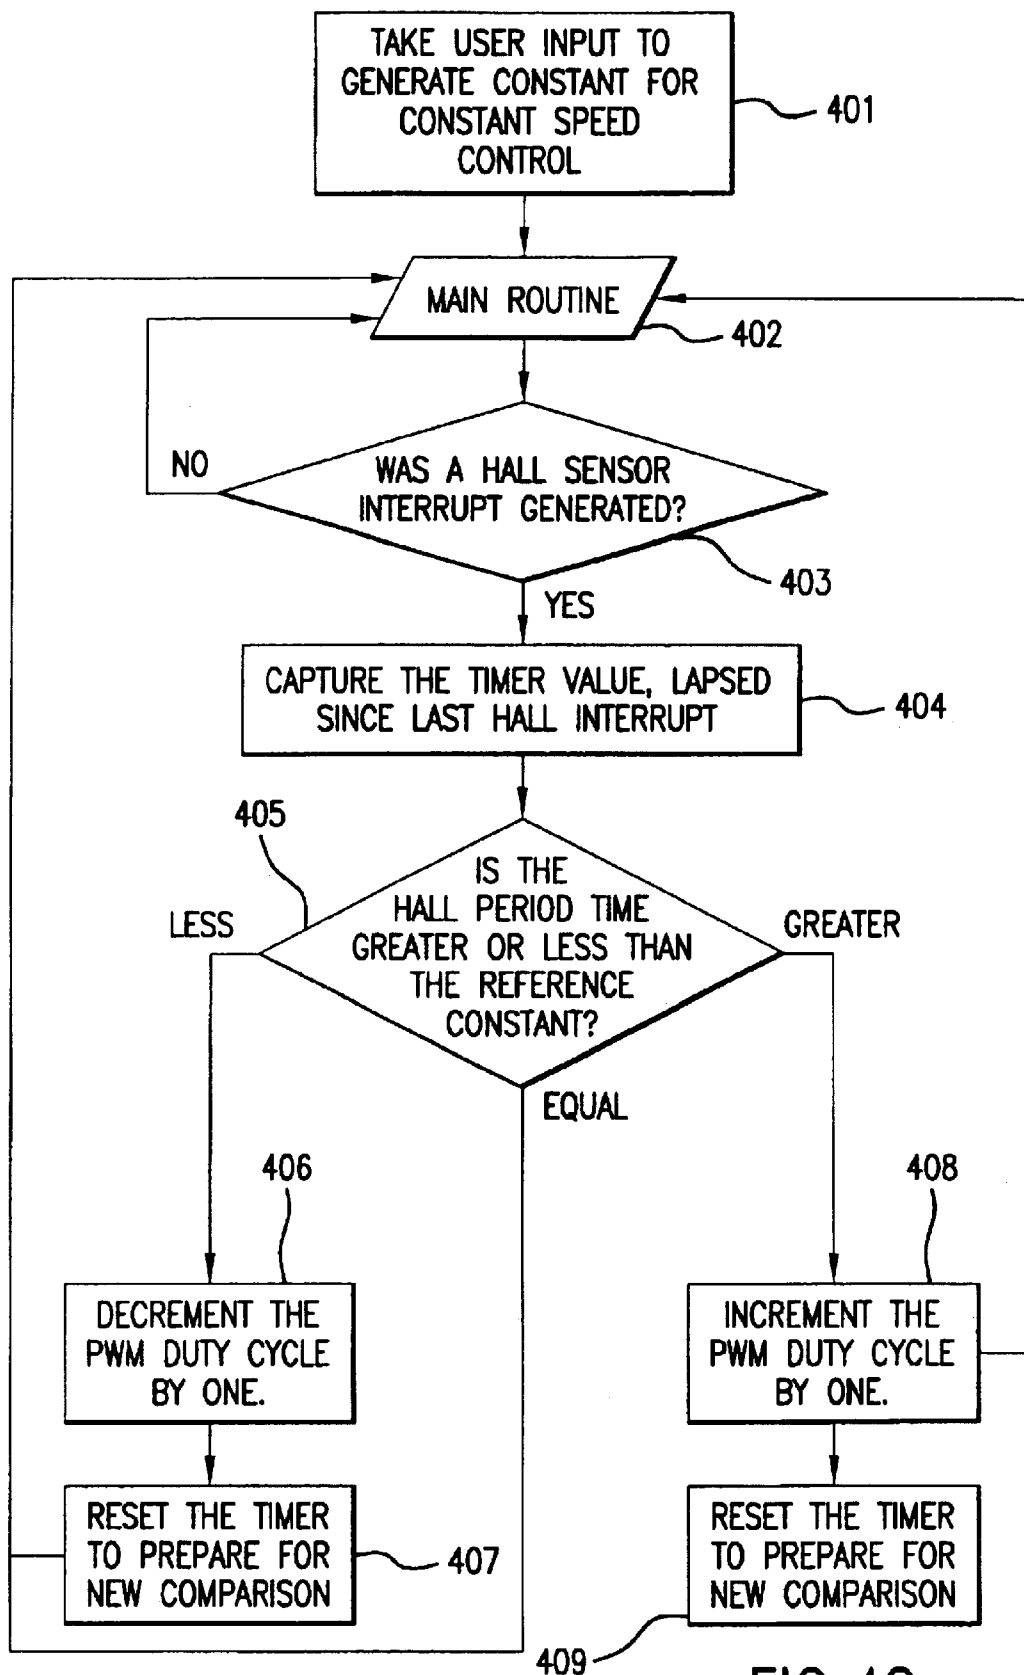 TAKE USER INPUT TO
GENERATE CONSTANT FOR
CONSTANT SPEED
CONTROL
401
MAIN ROUTINE
402
NO
WAS A HALL SENSOR
INTERRUPT GENERATED?
403
YES
CAPTURE THE TIMER VALUE, LAPSED
SINCE LAST HALL INTERRUPT
404
405
IS THE
HALL PERIOD TIME
GREATER OR LESS THAN
THE REFERENCE
CONSTANT?
LESS
GREATER
EQUAL
406
408
DECREMENT THE
PWM DUTY CYCLE
BY ONE.
INCREMENT THE
PWM DUTY CYCLE
BY ONE.
RESET THE TIMER
TO PREPARE FOR
NEW COMPARISON
407
RESET THE TIMER
TO PREPARE FOR
NEW COMPARISON
409